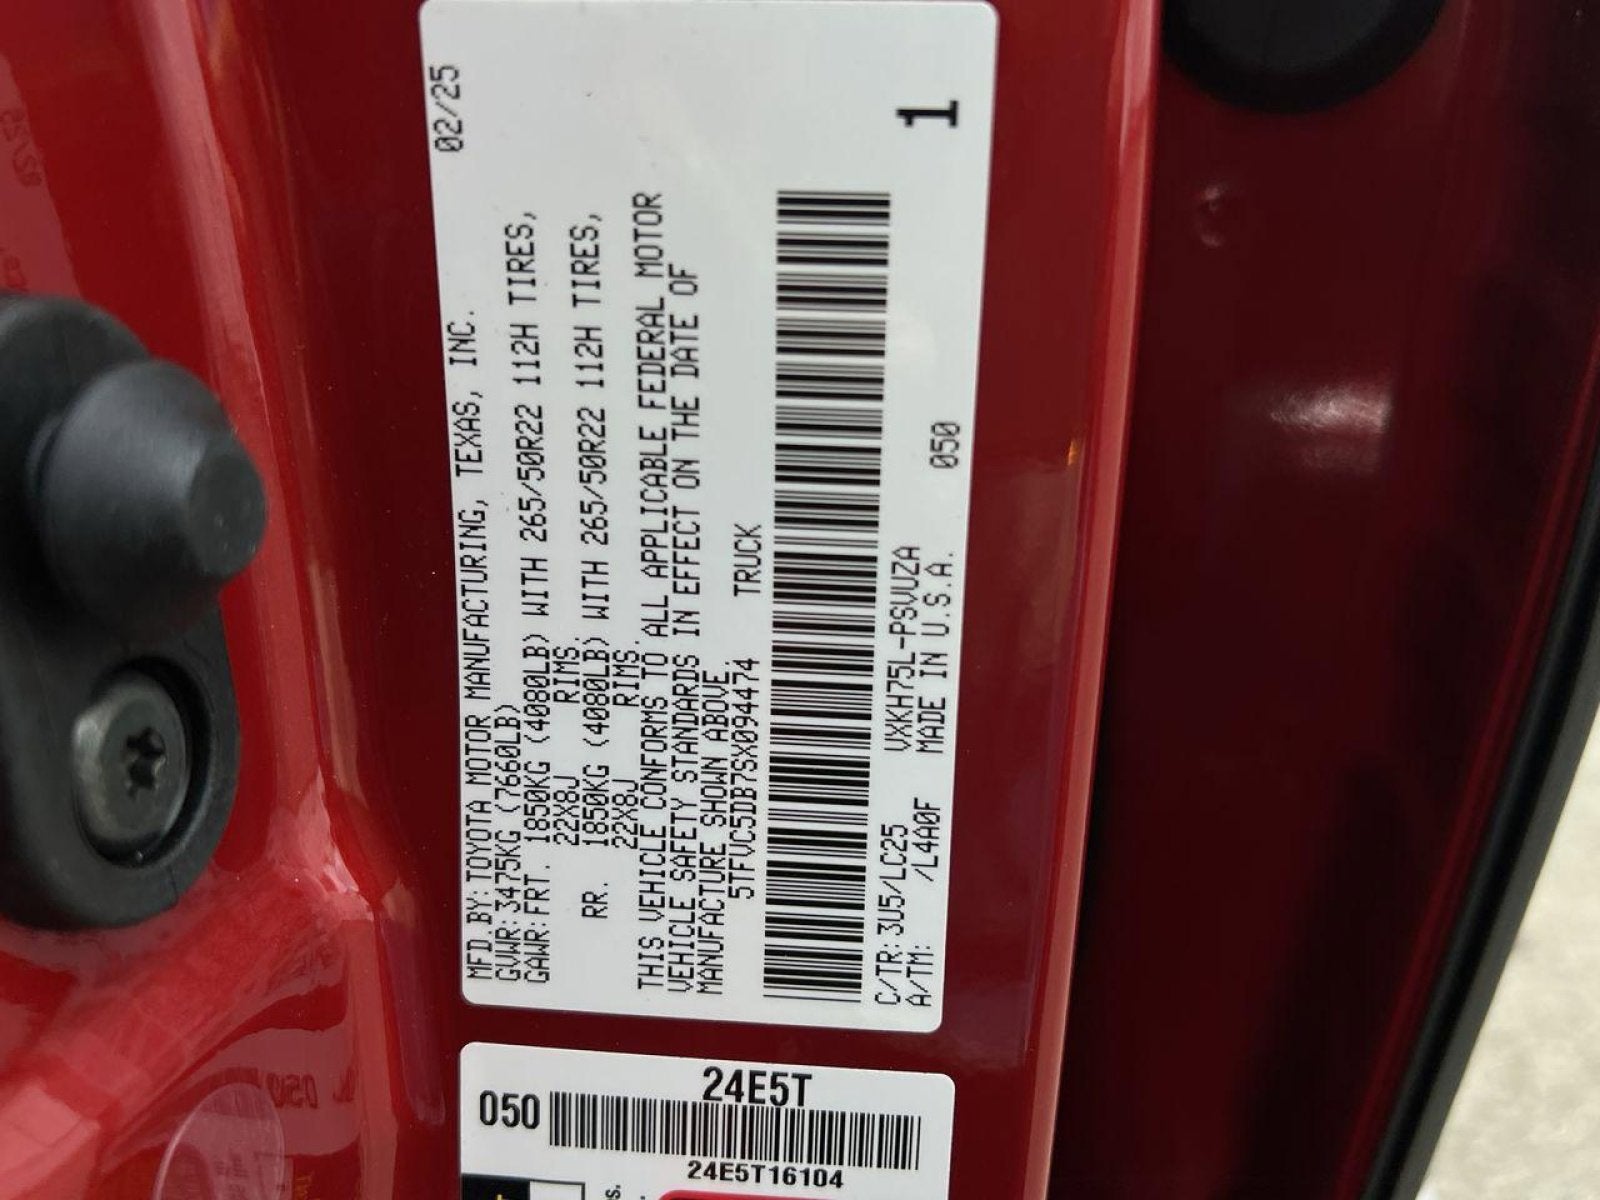 02/25
MFD.BY:TOYOTA MOTOR MANUFACTURING, TEXAS, INC.
GVWR:3475KG (7660LB)
GAWR:FRT. 1850KG (4080LB) WITH 265/50R22 112H TIRES,
22X8J RIMS.
RR. 1850KG (4080LB) WITH 265/50R22 112H TIRES,
22X8J RIMS.
THIS VEHICLE CONFORMS TO ALL APPLICABLE FEDERAL MOTOR
VEHICLE SAFETY STANDARDS IN EFFECT ON THE DATE OF
MANUFACTURE SHOWN ABOVE.
5TFVC5DB7SX094474 TRUCK
C/TR:3U5/LC25 VXKH75L-PSVUZA 050
A/TM: /L4A0F MADE IN U.S.A.
1
24E5T
050
24E5T16104